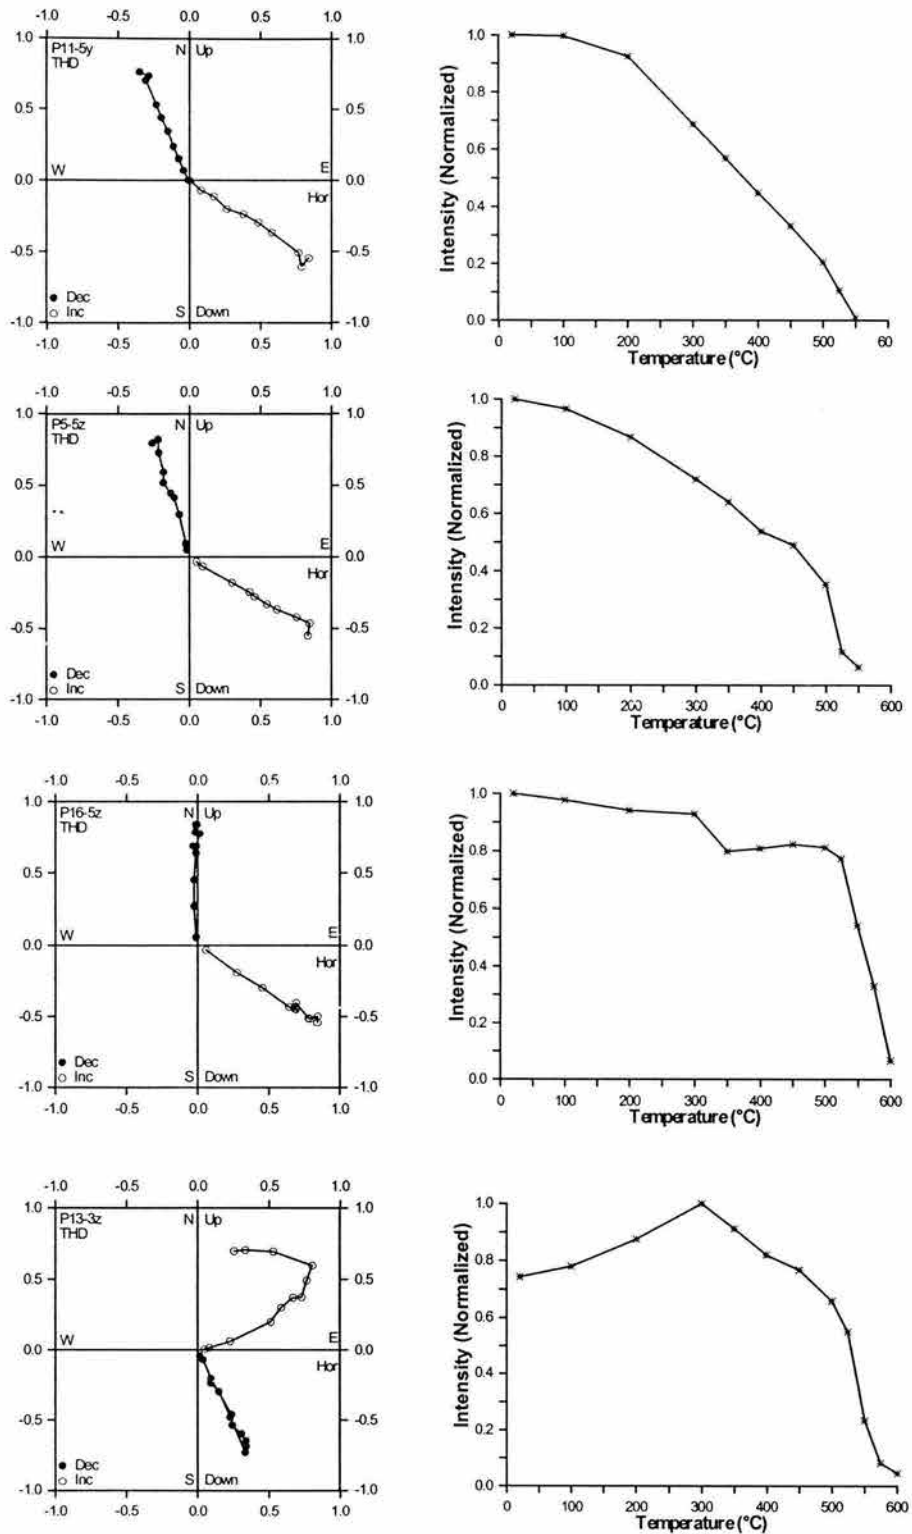 -1.0 -0.5 0.0 0.5 1.0
1.0 1.0
P11-5y N Up
THD
0.5 0.5
W E
0.0 0.0
Hor
-0.5 -0.5
Dec
Inc S Down
-1.0 -1.0
-1.0 -0.5 0.0 0.5 1.0
Intensity (Normalized)
1.0
0.8
0.6
0.4
0.2
0.0
0 100 200 300 400 500 60
Temperature (°C)
-1.0 -0.5 0.0 0.5 1.0
1.0 1.0
P5-5z N Up
THD
0.5 0.5
W E
0.0 0.0
Hor
-0.5 -0.5
Dec
Inc S Down
-1.0 -1.0
-1.0 -0.5 0.0 0.5 1.0
Intensity (Normalized)
1.0
0.8
0.6
0.4
0.2
0.0
0 100 200 300 400 500 600
Temperature (°C)
-1.0 -0.5 0.0 0.5 1.0
1.0 1.0
P16-5z N Up
THD
0.5 0.5
W E
0.0 0.0
Hor
-0.5 -0.5
Dec
Inc S Down
-1.0 -1.0
-1.0 -0.5 0.0 0.5 1.0
Intensity (Normalized)
1.0
0.8
0.6
0.4
0.2
0.0
0 100 200 300 400 500 600
Temperature (°C)
-1.0 -0.5 0.0 0.5 1.0
1.0 1.0
P13-3z N Up
THD
0.5 0.5
W E
0.0 0.0
Hor
-0.5 -0.5
Dec
Inc S Down
-1.0 -1.0
-1.0 -0.5 0.0 0.5 1.0
Intensity (Normalized)
1.0
0.8
0.6
0.4
0.2
0.0
0 100 200 300 400 500 600
Temperature (°C)